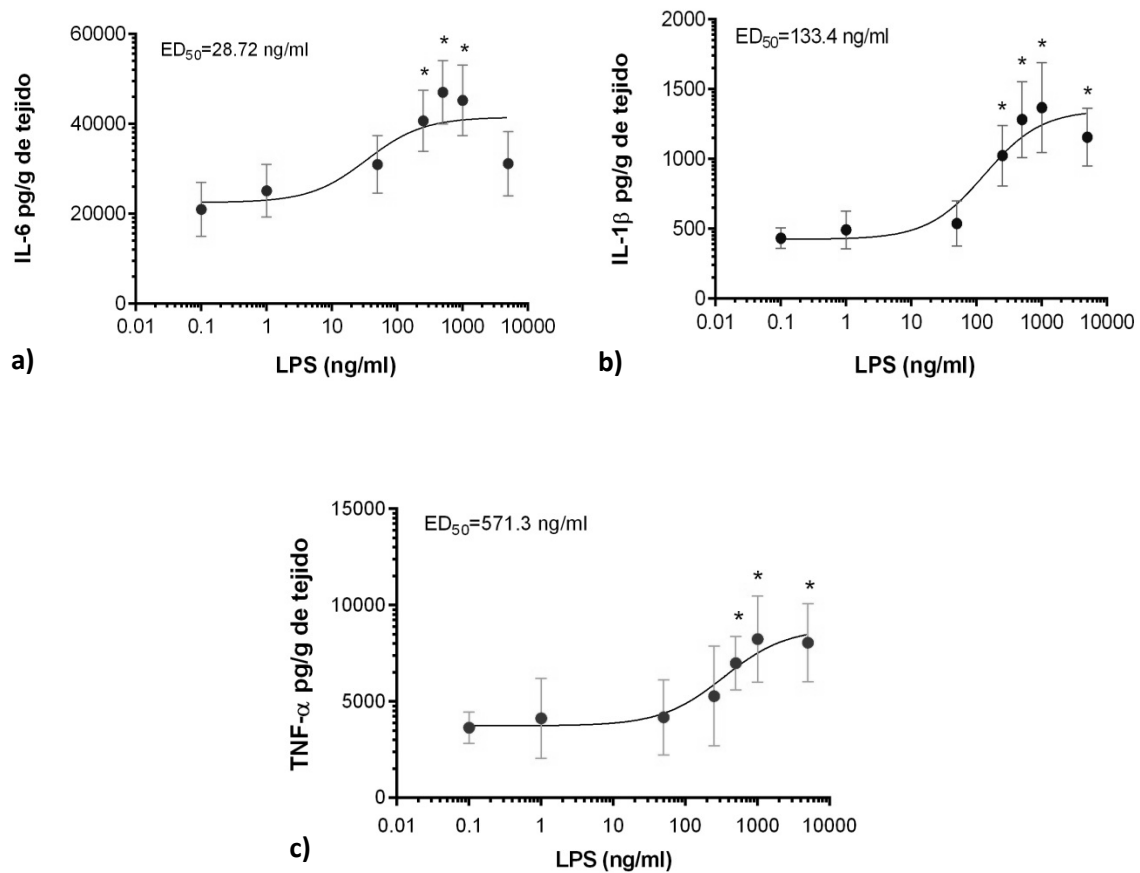 60000
ED50=28.72 ng/ml
* * *
40000
20000
0
IL-6 pg/g de tejido
0.01 0.1 1 10 100 1000 10000
LPS (ng/ml)
a)
2000
ED50=133.4 ng/ml
* * * *
1500
1000
500
0
IL-1β pg/g de tejido
0.01 0.1 1 10 100 1000 10000
LPS (ng/ml)
b)
15000
ED50=571.3 ng/ml
* * *
10000
5000
0
TNF-α pg/g de tejido
0.01 0.1 1 10 100 1000 10000
LPS (ng/ml)
c)